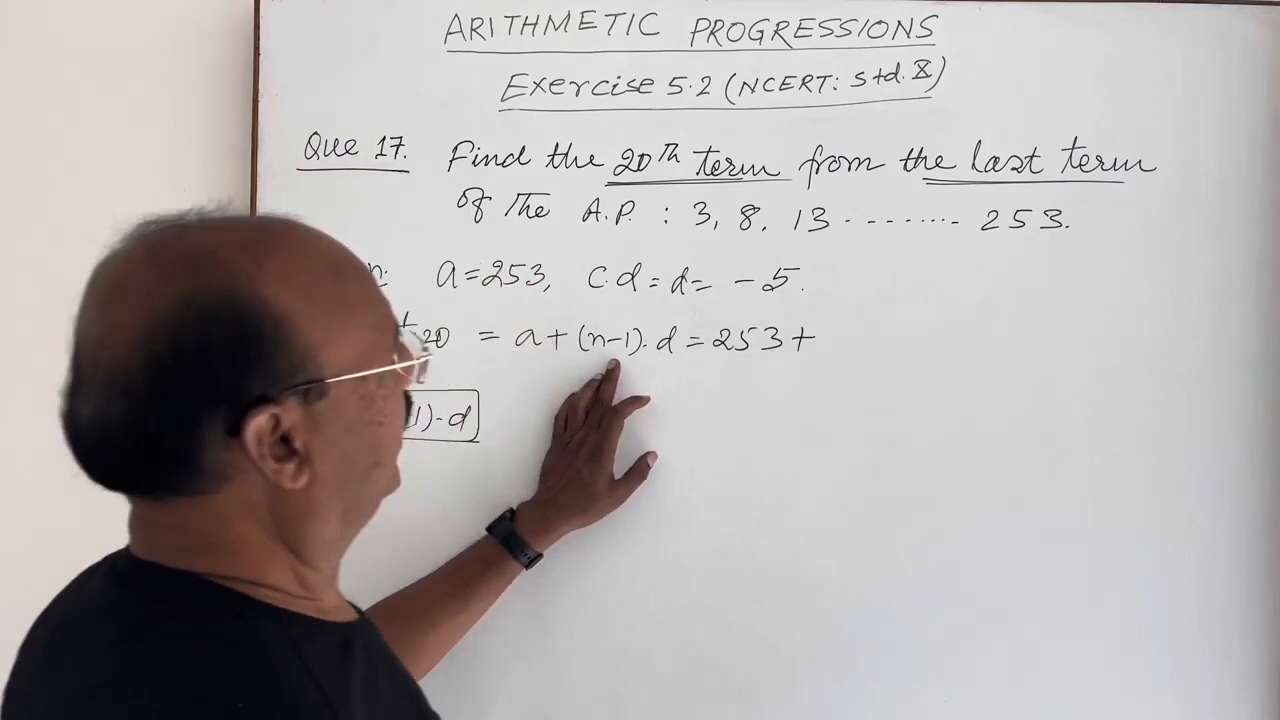 ARITHMETIC PROGRESSIONS
Exercise 5.2 (NCERT: Std. X)
Que 17. Find the 20th term from the last term
of the A.P. : 3, 8, 13 --------- 253.
a=253, c.d = d = -5.
20 = a+(n-1).d = 253+
1)-d